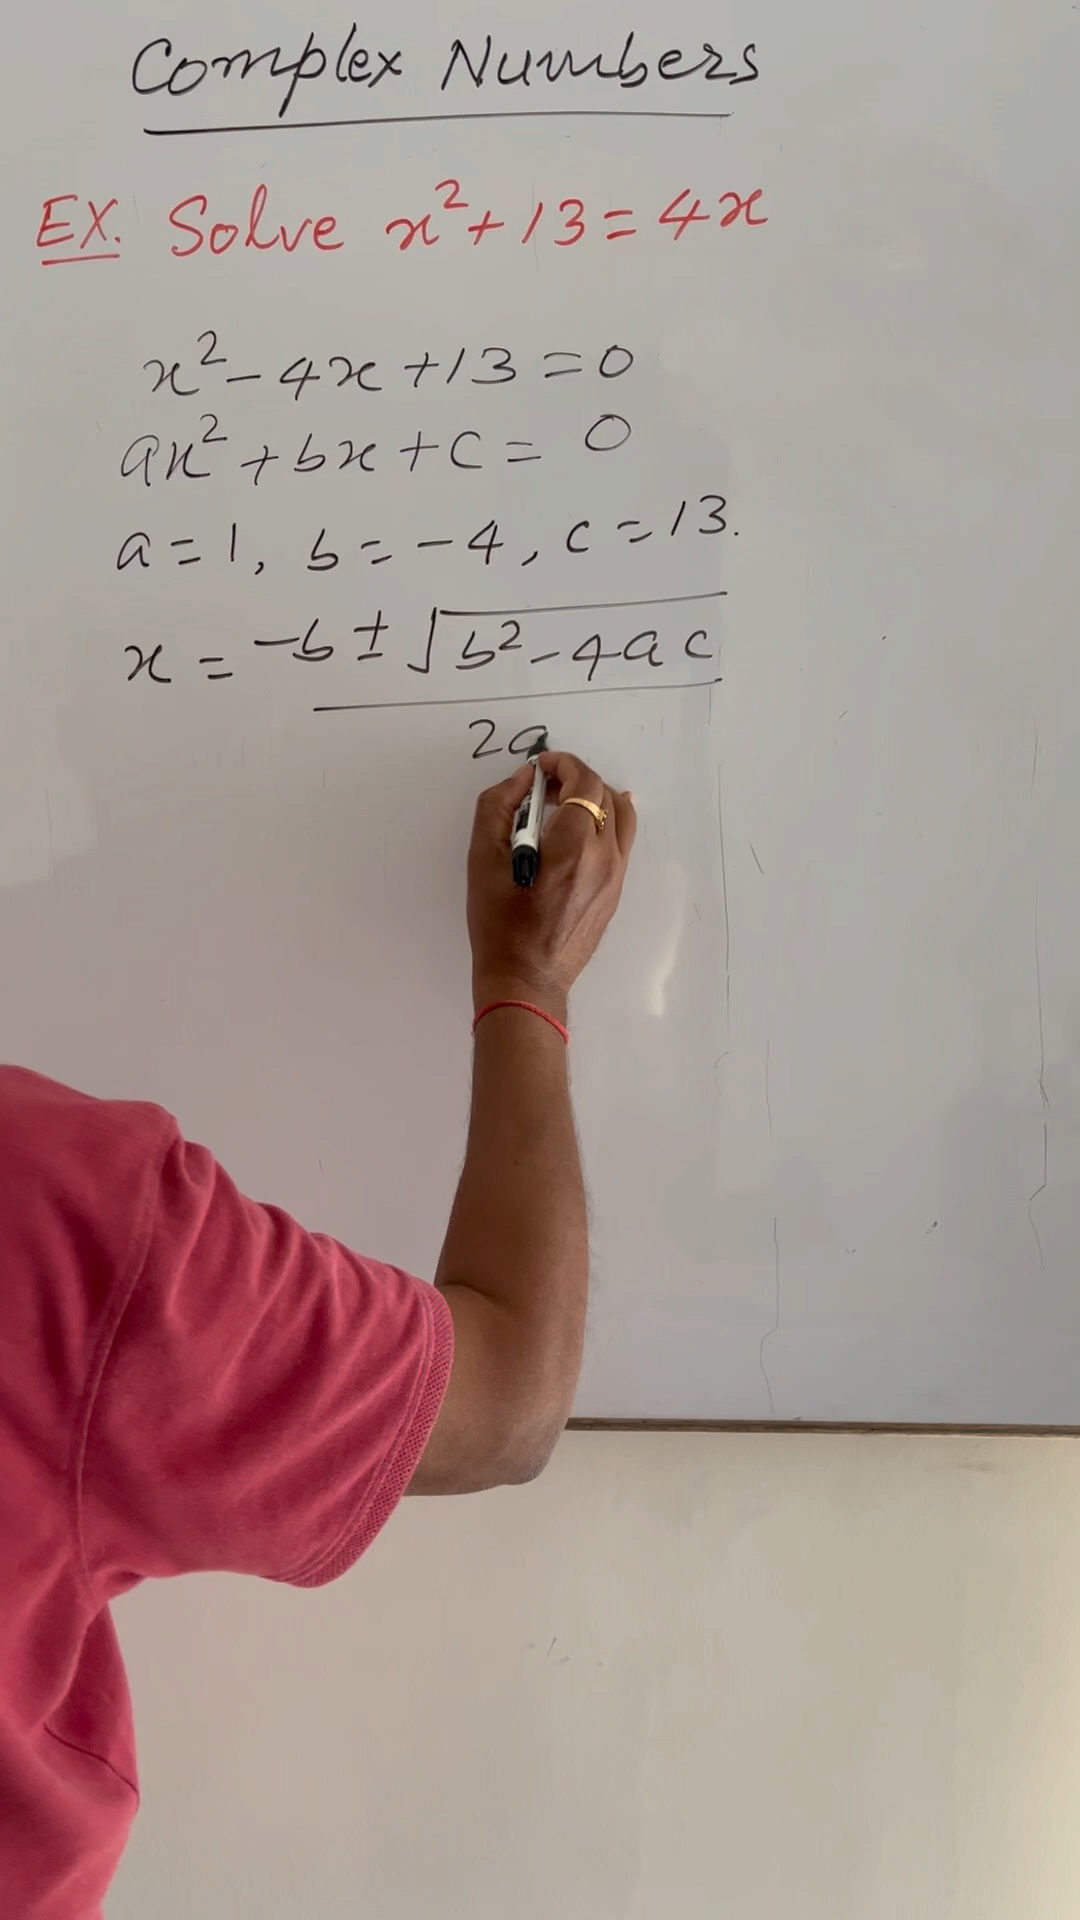 Complex Numbers
EX. Solve x²+13=4x
x²-4x+13=0
ax²+bx+c=0
a=1, b=-4, c=13.
x = -b±√b²-4ac
2a